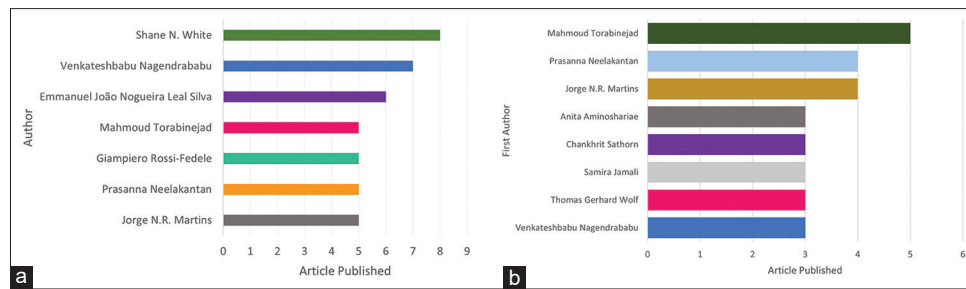 Shane N. White
Venkateshbabu Nagendrababu
Emmanuel João Nogueira Leal Silva
Mahmoud Torabinejad
Giampiero Rossi-Fedele
Prasanna Neelakantan
Jorge N.R. Martins
Author
0 1 2 3 4 5 6 7 8 9
Article Published
a
Mahmoud Torabinejad
Prasanna Neelakantan
Jorge N.R. Martins
Anita Aminoshariae
Chankhrit Sathorn
Samira Jamali
Thomas Gerhard Wolf
Venkateshbabu Nagendrababu
First Author
0 1 2 3 4 5 6
Article Published
b